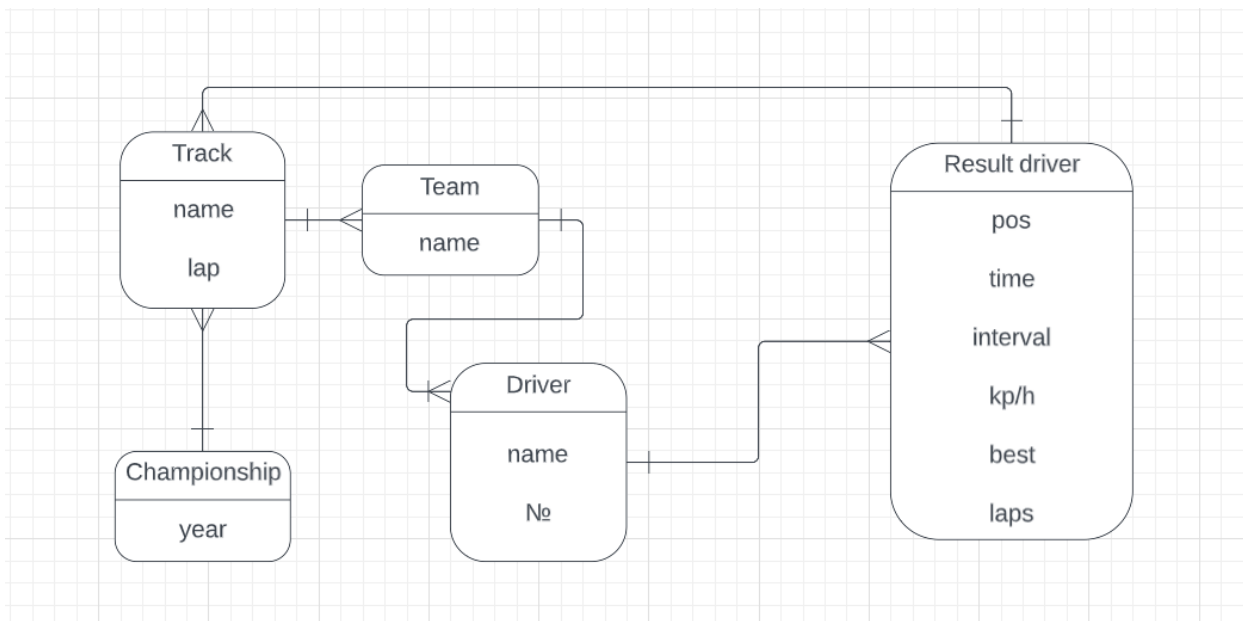 Track
name
lap
Team
name
Championship
year
Driver
name
№
Result driver
pos
time
interval
kp/h
best
laps